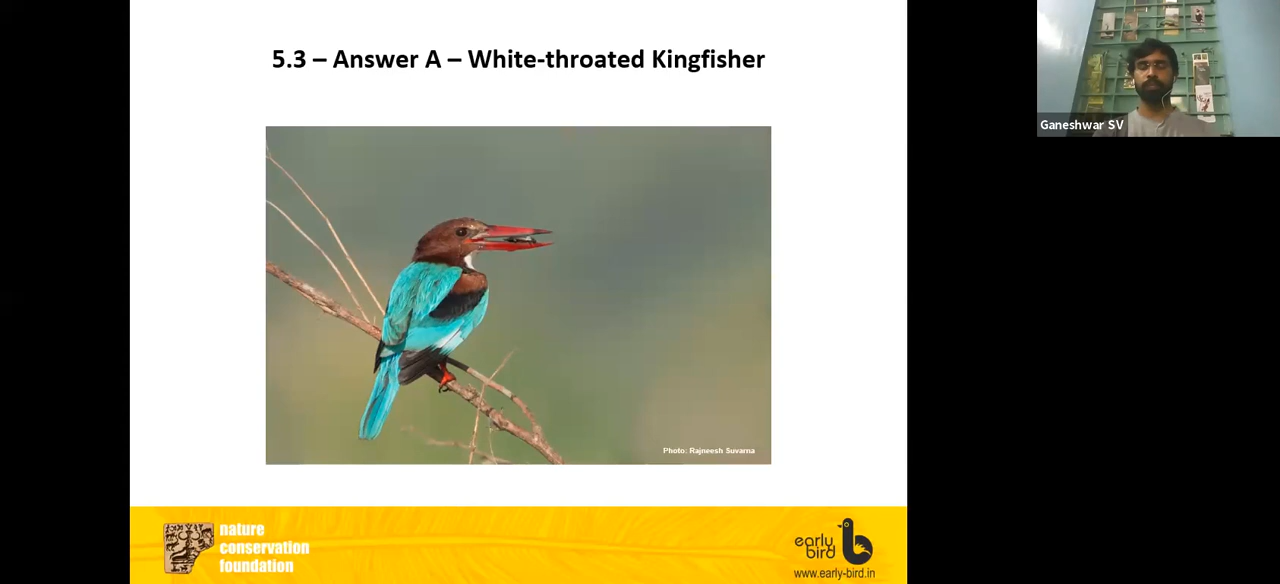 5.3 – Answer A – White-throated Kingfisher
Ganeshwar SV
Photo: Rajneesh Suvarna
nature
conservation
foundation
early
bird
www.early-bird.in